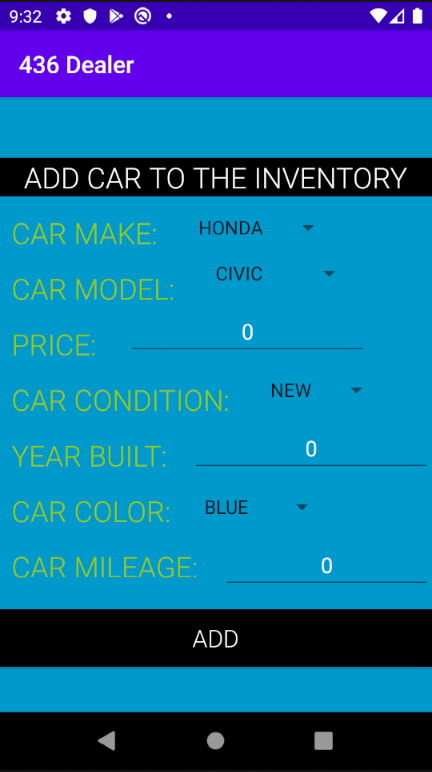 9:32
436 Dealer
ADD CAR TO THE INVENTORY
CAR MAKE: HONDA
CAR MODEL: CIVIC
PRICE: 0
CAR CONDITION: NEW
YEAR BUILT: 0
CAR COLOR: BLUE
CAR MILEAGE: 0
ADD